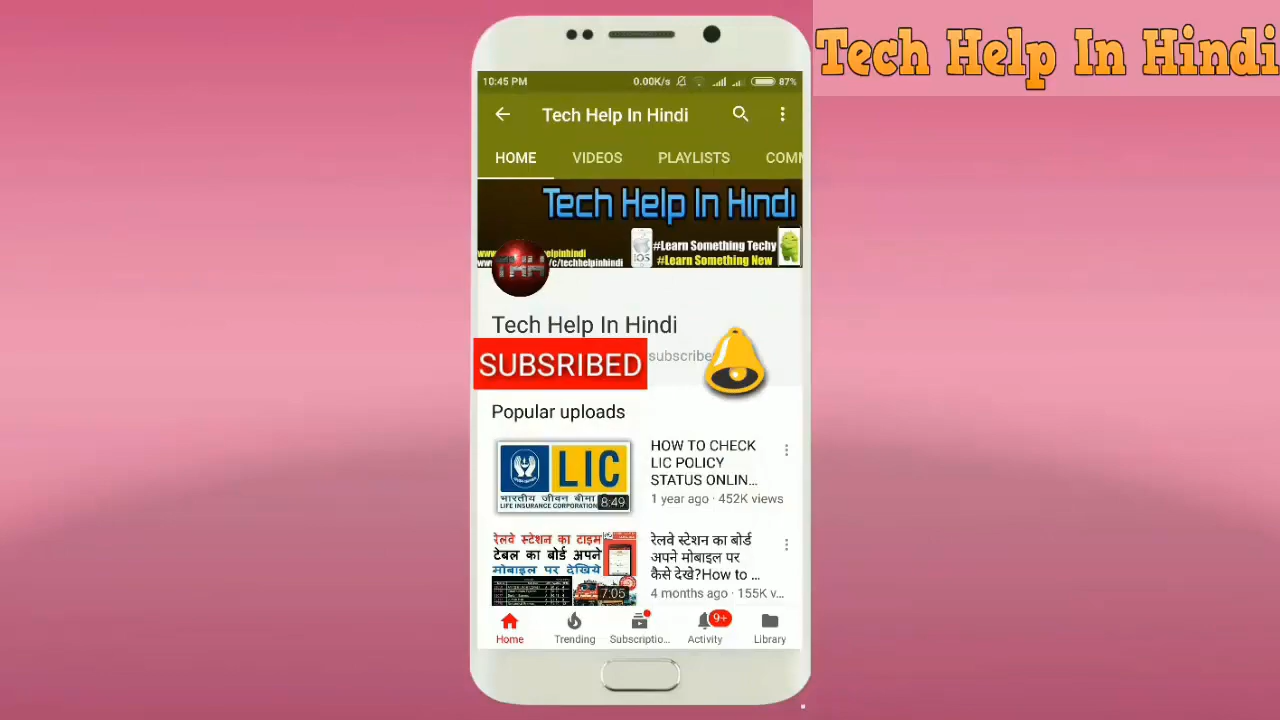 Tech Help In Hindi
10:45 PM 0.00K/s 87%
Tech Help In Hindi
HOME VIDEOS PLAYLISTS COMM
Tech Help In Hindi
#Learn Something Techy
iOS
/c/techhelpinhindi #Learn Something New
THH
Tech Help In Hindi
SUBSRIBED subscribe
Popular uploads
LIC
भारतीय जीवन बीमा
LIFE INSURANCE CORPORATION
8:49
HOW TO CHECK
LIC POLICY
STATUS ONLIN...
1 year ago · 452K views
रेलवे स्टेशन का टाइम
टेबल का बोर्ड अपने
मोबाइल पर देखिये
7:05
रेलवे स्टेशन का बोर्ड
अपने मोबाइल पर
कैसे देखे?How to ...
4 months ago · 155K v...
9+
Home Trending Subscriptio... Activity Library